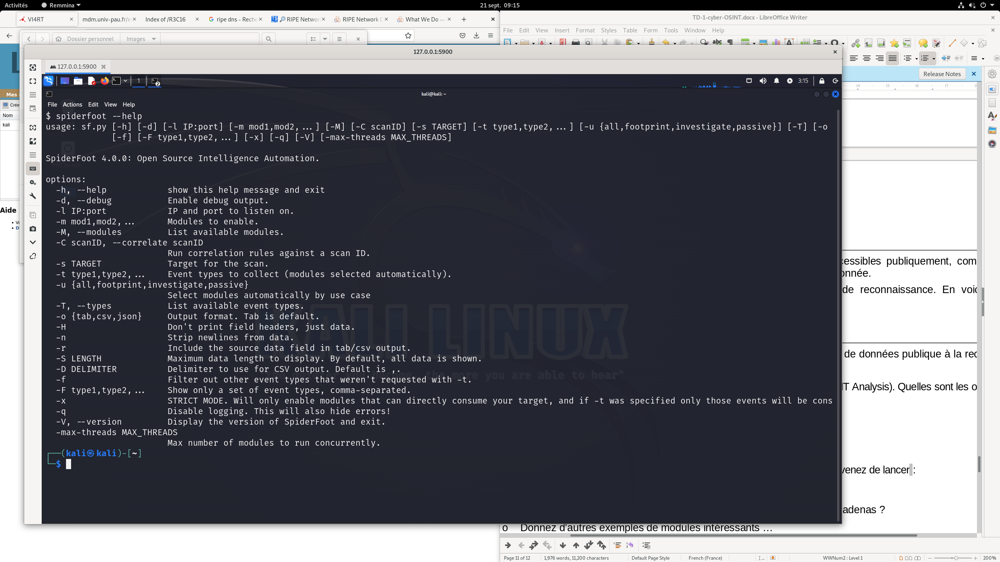 Activités
Remmina
21 sept. 09:15
VI4RT
mdm.univ-pau.fr/e
Index of /R3C16
ripe dns - Reche
RIPE Networ
RIPE Network C
What We Do —
TD-1-cyber-OSINT.docx - LibreOffice Writer
File Edit View Insert Format Styles Table Form Tools Window Help
Dossier personnel
Images
Release Notes
14 15 16 17
127.0.0.1:5900
127.0.0.1:5900
1
2
3:15
kali@kali: ~
File Actions Edit View Help
Mes
Crée
Nom
kali
Aide
$ spiderfoot --help
usage: sf.py [-h] [-d] [-l IP:port] [-m mod1,mod2,...] [-M] [-C scanID] [-s TARGET] [-t type1,type2,...] [-u {all,footprint,investigate,passive}] [-T] [-o
[-f] [-F type1,type2,...] [-x] [-q] [-V] [-max-threads MAX_THREADS]
SpiderFoot 4.0.0: Open Source Intelligence Automation.
File System
options:
-h, --help show this help message and exit
-d, --debug Enable debug output.
-l IP:port IP and port to listen on.
-m mod1,mod2,... Modules to enable.
-M, --modules List available modules.
-C scanID, --correlate scanID
Run correlation rules against a scan ID.
-s TARGET Target for the scan.
-t type1,type2,... Event types to collect (modules selected automatically).
-u {all,footprint,investigate,passive}
Select modules automatically by use case
-T, --types List available event types.
-o {tab,csv,json} Output format. Tab is default.
-H Don't print field headers, just data.
-n Strip newlines from data.
-r Include the source data field in tab/csv output.
-S LENGTH Maximum data length to display. By default, all data is shown.
-D DELIMITER Delimiter to use for CSV output. Default is ,.
-f Filter out other event types that weren't requested with -t.
-F type1,type2,... Show only a set of event types, comma-separated.
-x STRICT MODE. Will only enable modules that can directly consume your target, and if -t was specified only those events will be cons
-q Disable logging. This will also hide errors!
-V, --version Display the version of SpiderFoot and exit.
-max-threads MAX_THREADS
Max number of modules to run concurrently.
┌──(kali㉿kali)-[~]
└─$
KALI LINUX
the quieter you become, the more you are able to hear"
cessibles publiquement, com
onnée.
de reconnaissance. En voic
de données publique à la rec
IT Analysis). Quelles sont les o
venez de lancer :
adenas ?
o Donnez d'autres exemples de modules intéressants …
Page 11 of 12
1,976 words, 11,200 characters
Default Page Style
French (France)
WWNum2 : Level 1
200%